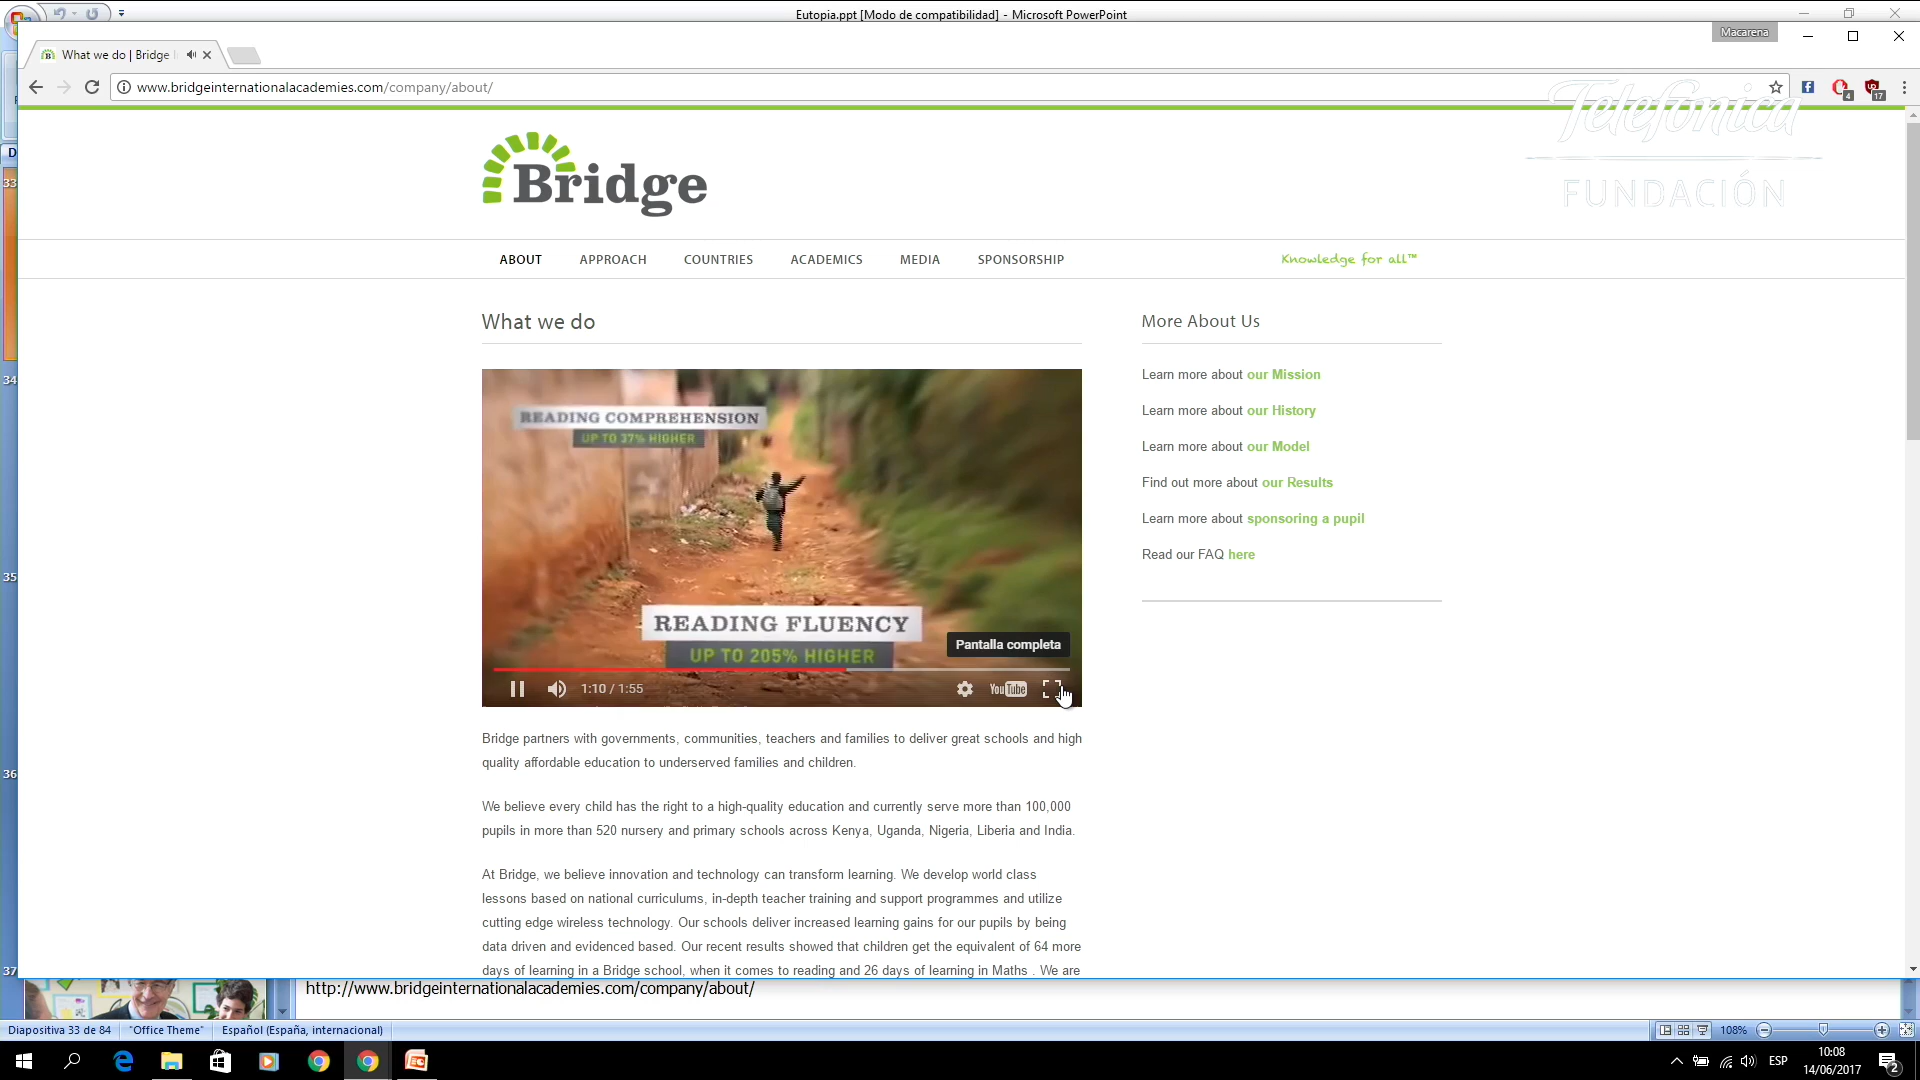 Eutopia.ppt [Modo de compatibilidad] - Microsoft PowerPoint
Macarena
What we do | Bridge
www.bridgeinternationalacademies.com/company/about/
4
17
Telefónica
FUNDACIÓN
Bridge
ABOUT APPROACH COUNTRIES ACADEMICS MEDIA SPONSORSHIP Knowledge for all™
What we do
More About Us
READING COMPREHENSION
UP TO 37% HIGHER
READING FLUENCY
UP TO 205% HIGHER
Pantalla completa
1:10 / 1:55
YouTube
Learn more about our Mission
Learn more about our History
Learn more about our Model
Find out more about our Results
Learn more about sponsoring a pupil
Read our FAQ here
Bridge partners with governments, communities, teachers and families to deliver great schools and high
quality affordable education to underserved families and children.
We believe every child has the right to a high-quality education and currently serve more than 100,000
pupils in more than 520 nursery and primary schools across Kenya, Uganda, Nigeria, Liberia and India.
At Bridge, we believe innovation and technology can transform learning. We develop world class
lessons based on national curriculums, in-depth teacher training and support programmes and utilize
cutting edge wireless technology. Our schools deliver increased learning gains for our pupils by being
data driven and evidenced based. Our recent results showed that children get the equivalent of 64 more
days of learning in a Bridge school, when it comes to reading and 26 days of learning in Maths . We are
33
34
35
36
37
http://www.bridgeinternationalacademies.com/company/about/
Diapositiva 33 de 84 "Office Theme" Español (España, internacional) 108%
ESP
10:08
14/06/2017
2